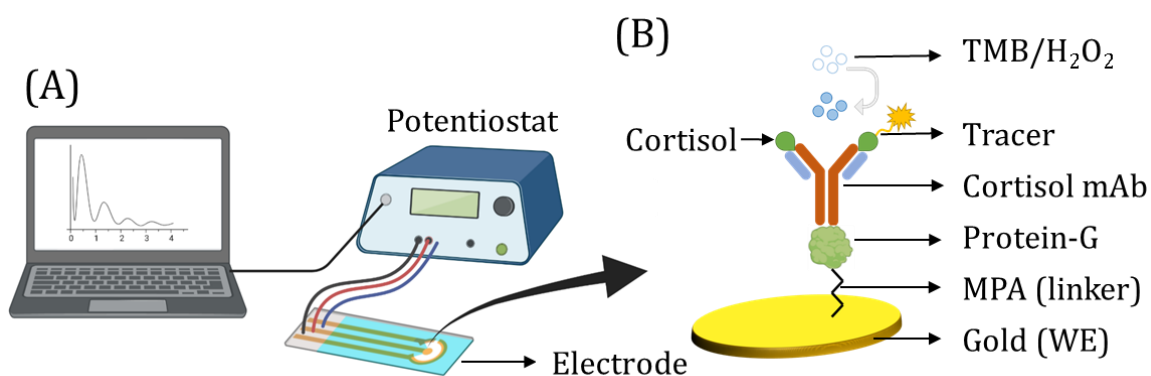 (A)
Potentiostat
0 1 2 3 4
Electrode
(B)
TMB/H₂O₂
Cortisol
Tracer
Cortisol mAb
Protein-G
MPA (linker)
Gold (WE)